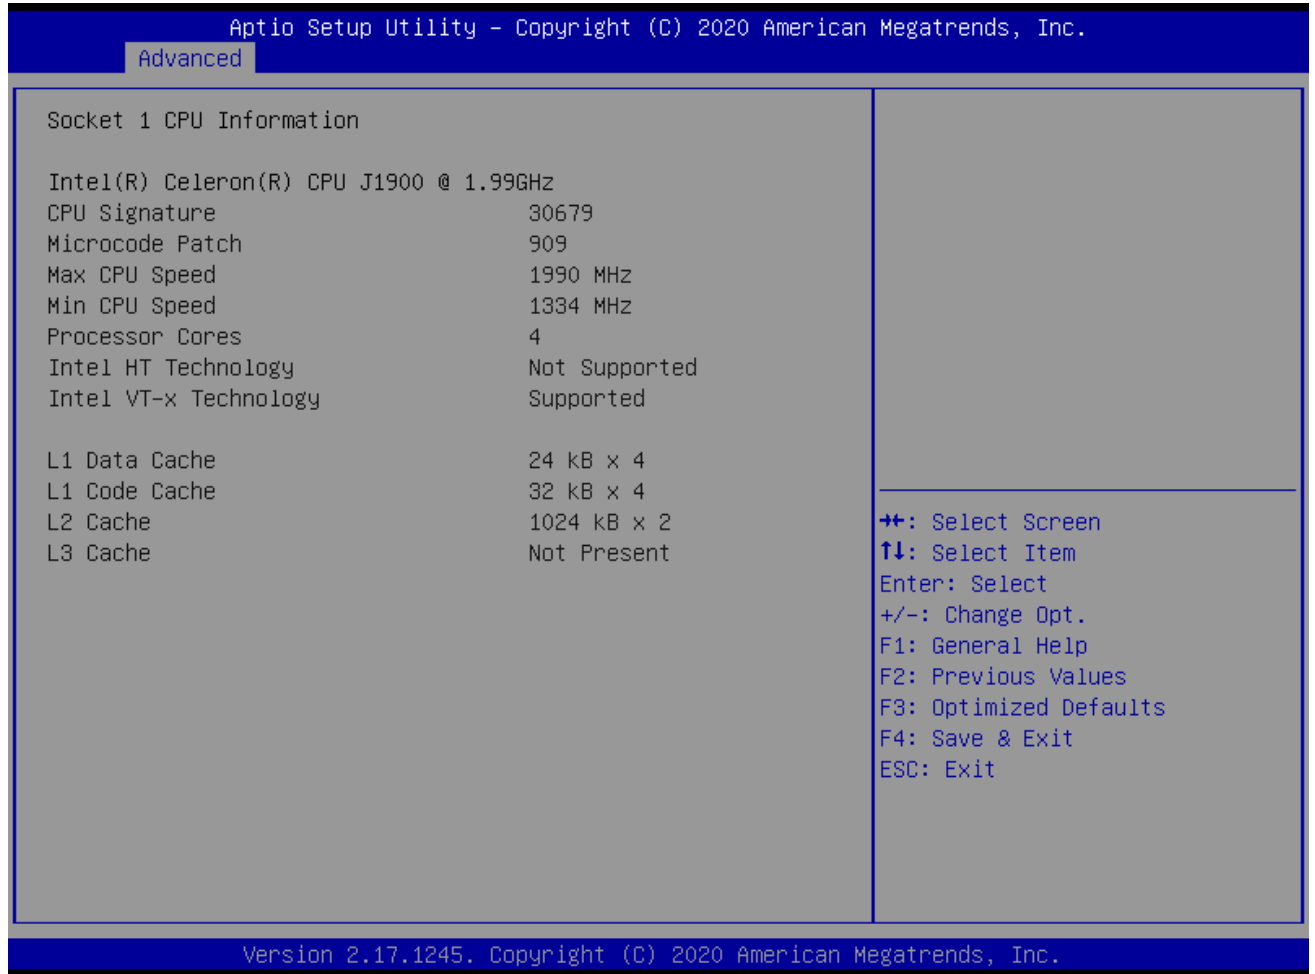 Aptio Setup Utility – Copyright (C) 2020 American Megatrends, Inc.
Advanced
Socket 1 CPU Information
Intel(R) Celeron(R) CPU J1900 @ 1.99GHz
CPU Signature 30679
Microcode Patch 909
Max CPU Speed 1990 MHz
Min CPU Speed 1334 MHz
Processor Cores 4
Intel HT Technology Not Supported
Intel VT-x Technology Supported
L1 Data Cache 24 kB x 4
L1 Code Cache 32 kB x 4
L2 Cache 1024 kB x 2
L3 Cache Not Present
→←: Select Screen
↑↓: Select Item
Enter: Select
+/-: Change Opt.
F1: General Help
F2: Previous Values
F3: Optimized Defaults
F4: Save & Exit
ESC: Exit
Version 2.17.1245. Copyright (C) 2020 American Megatrends, Inc.